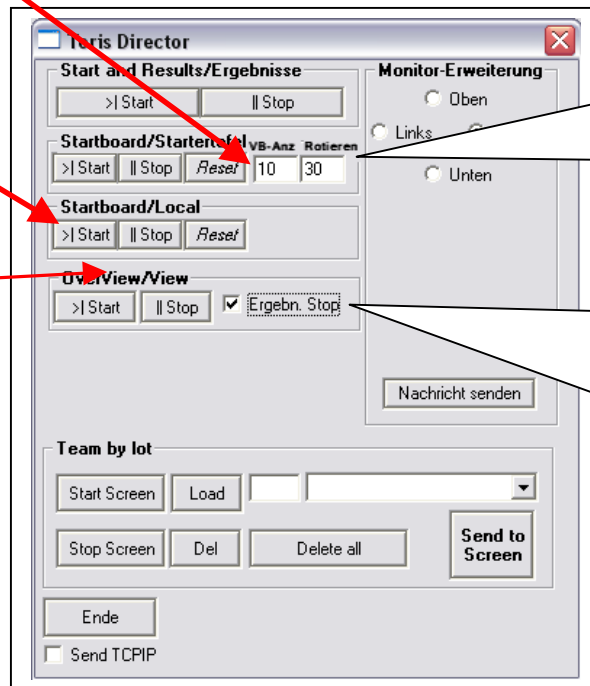 Toris Director
Start and Results/Ergebnisse
>| Start || Stop
Startboard/Startertafel VB-Anz Rotieren
>| Start || Stop Reset 10 30
Startboard/Local
>| Start || Stop Reset
OverView/View
>| Start || Stop Ergebn. Stop
Monitor-Erweiterung
Oben
Links
Unten
Nachricht senden
Team by lot
Start Screen Load
Stop Screen Del Delete all Send to
Screen
Ende
Send TCPIP